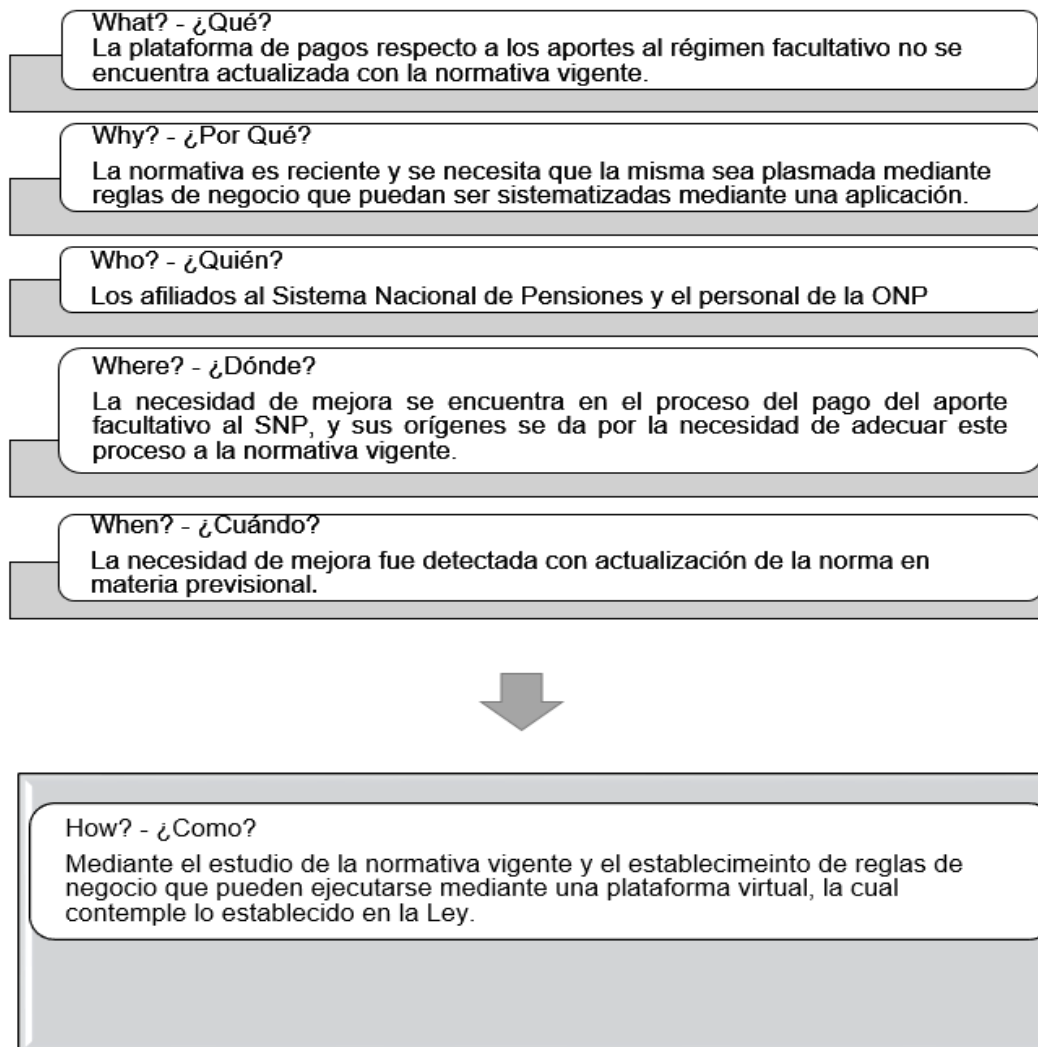 What? - ¿Qué?
La plataforma de pagos respecto a los aportes al régimen facultativo no se
encuentra actualizada con la normativa vigente.
Why? - ¿Por Qué?
La normativa es reciente y se necesita que la misma sea plasmada mediante
reglas de negocio que puedan ser sistematizadas mediante una aplicación.
Who? - ¿Quién?
Los afiliados al Sistema Nacional de Pensiones y el personal de la ONP
Where? - ¿Dónde?
La necesidad de mejora se encuentra en el proceso del pago del aporte
facultativo al SNP, y sus orígenes se da por la necesidad de adecuar este
proceso a la normativa vigente.
When? - ¿Cuándo?
La necesidad de mejora fue detectada con actualización de la norma en
materia previsional.
How? - ¿Como?
Mediante el estudio de la normativa vigente y el establecimeinto de reglas de
negocio que pueden ejecutarse mediante una plataforma virtual, la cual
contemple lo establecido en la Ley.